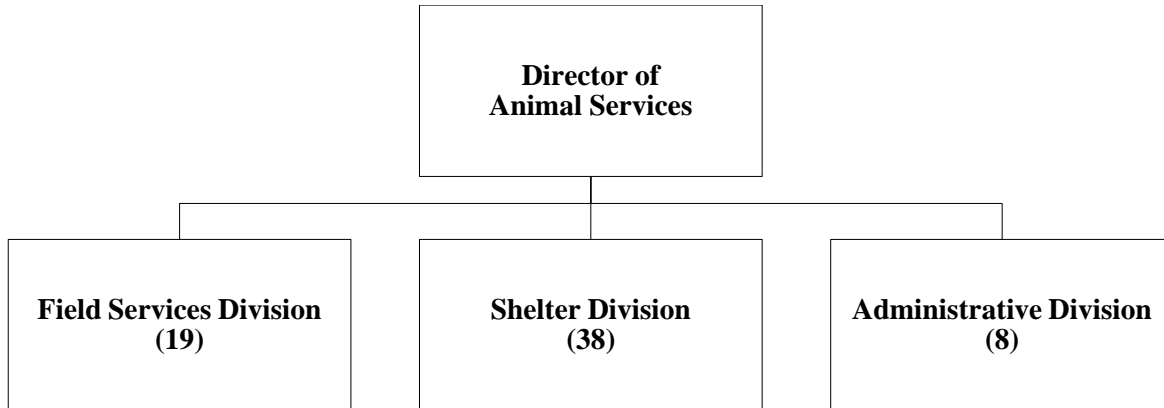 Director of
Animal Services
Field Services Division
(19)
Shelter Division
(38)
Administrative Division
(8)